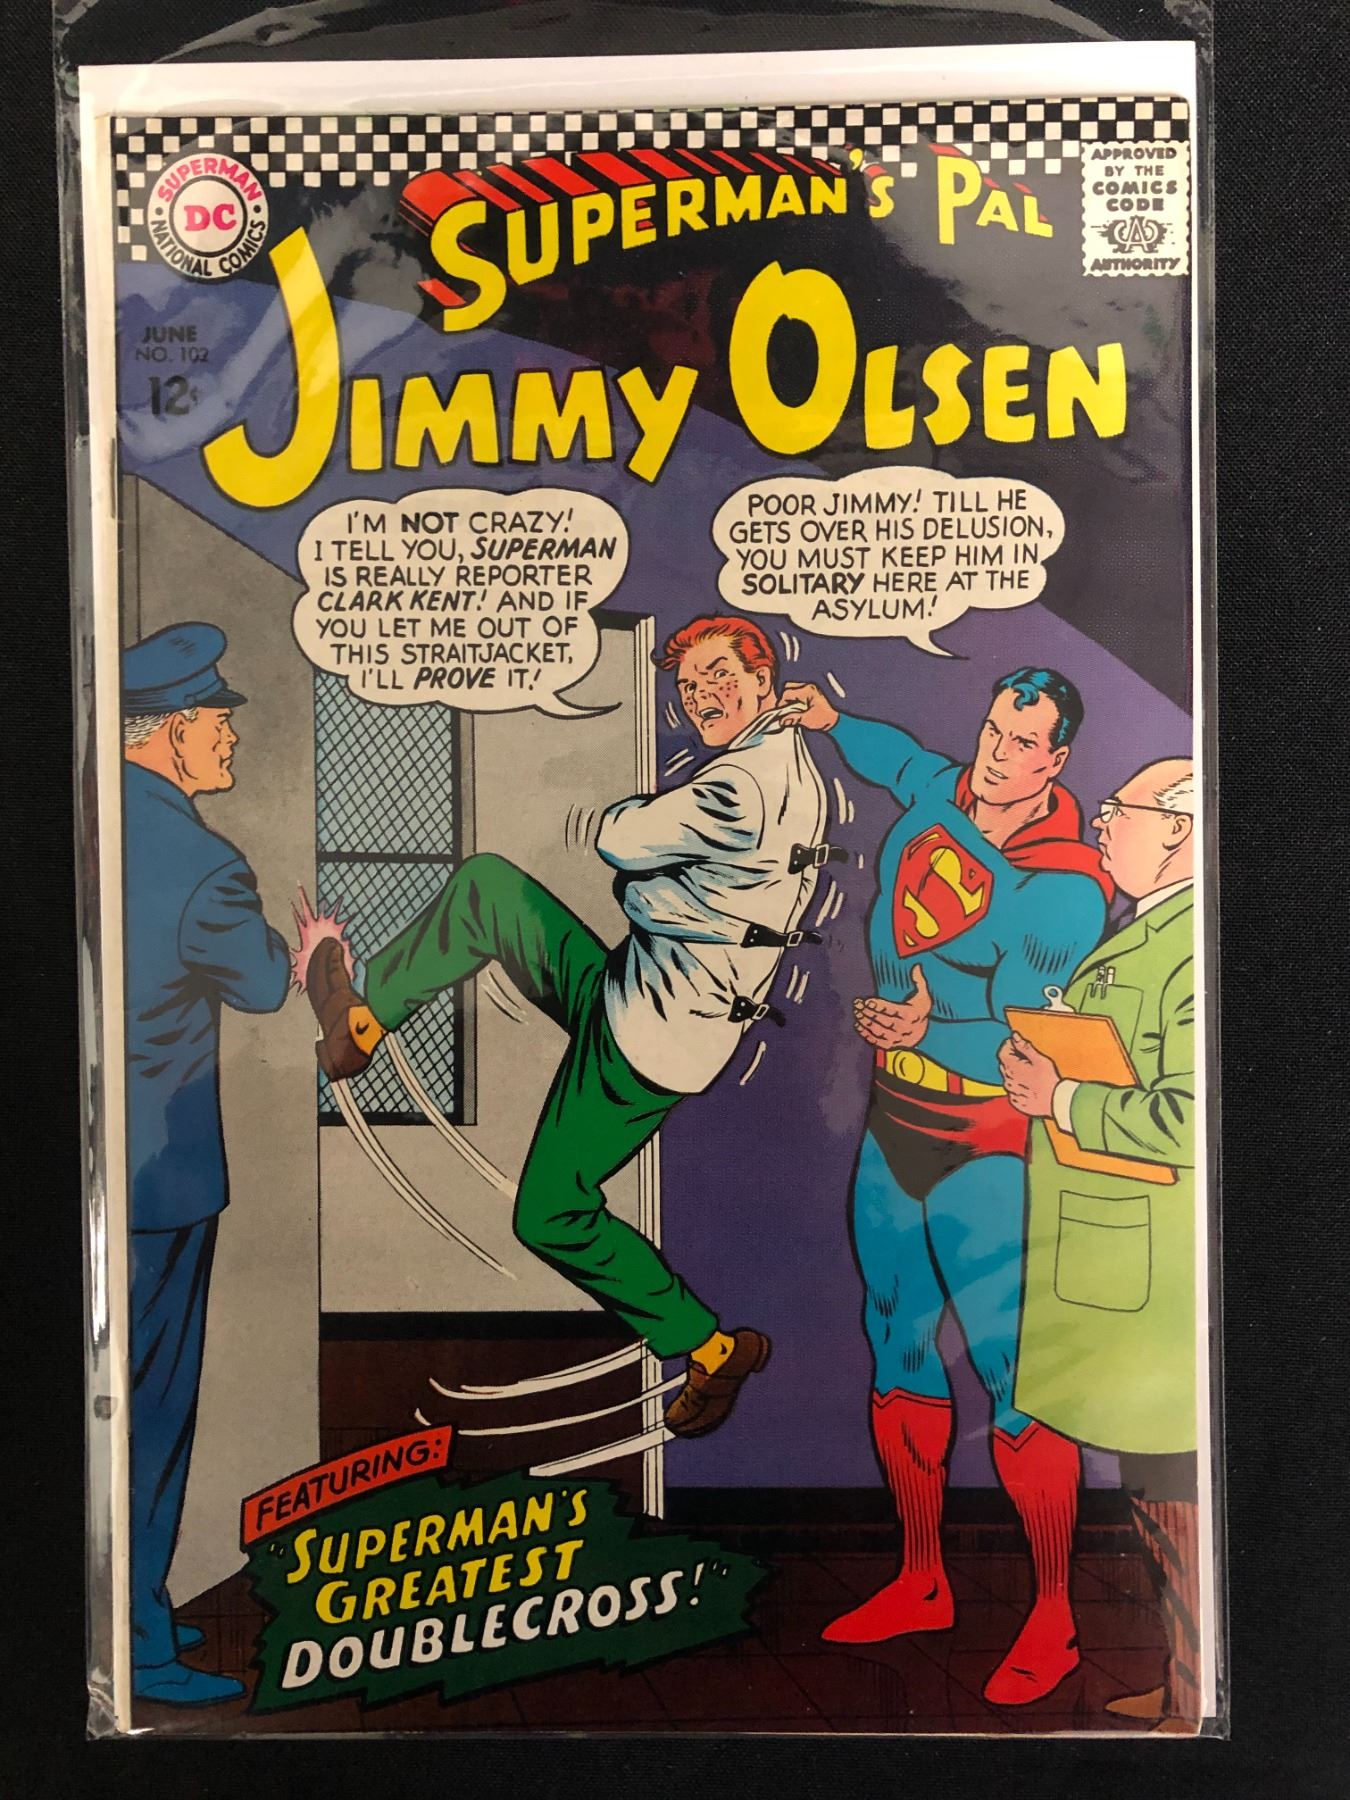 SUPERMAN
DC
NATIONAL COMICS
SUPERMAN'S PAL
JIMMY OLSEN
APPROVED
BY THE
COMICS
CODE
CA
AUTHORITY
JUNE
NO. 102
12¢
I'M NOT CRAZY!
I TELL YOU, SUPERMAN
IS REALLY REPORTER
CLARK KENT! AND IF
YOU LET ME OUT OF
THIS STRAITJACKET,
I'LL PROVE IT!
POOR JIMMY! TILL HE
GETS OVER HIS DELUSION,
YOU MUST KEEP HIM IN
SOLITARY HERE AT THE
ASYLUM!
S
FEATURING:
"SUPERMAN'S
GREATEST
DOUBLECROSS!"